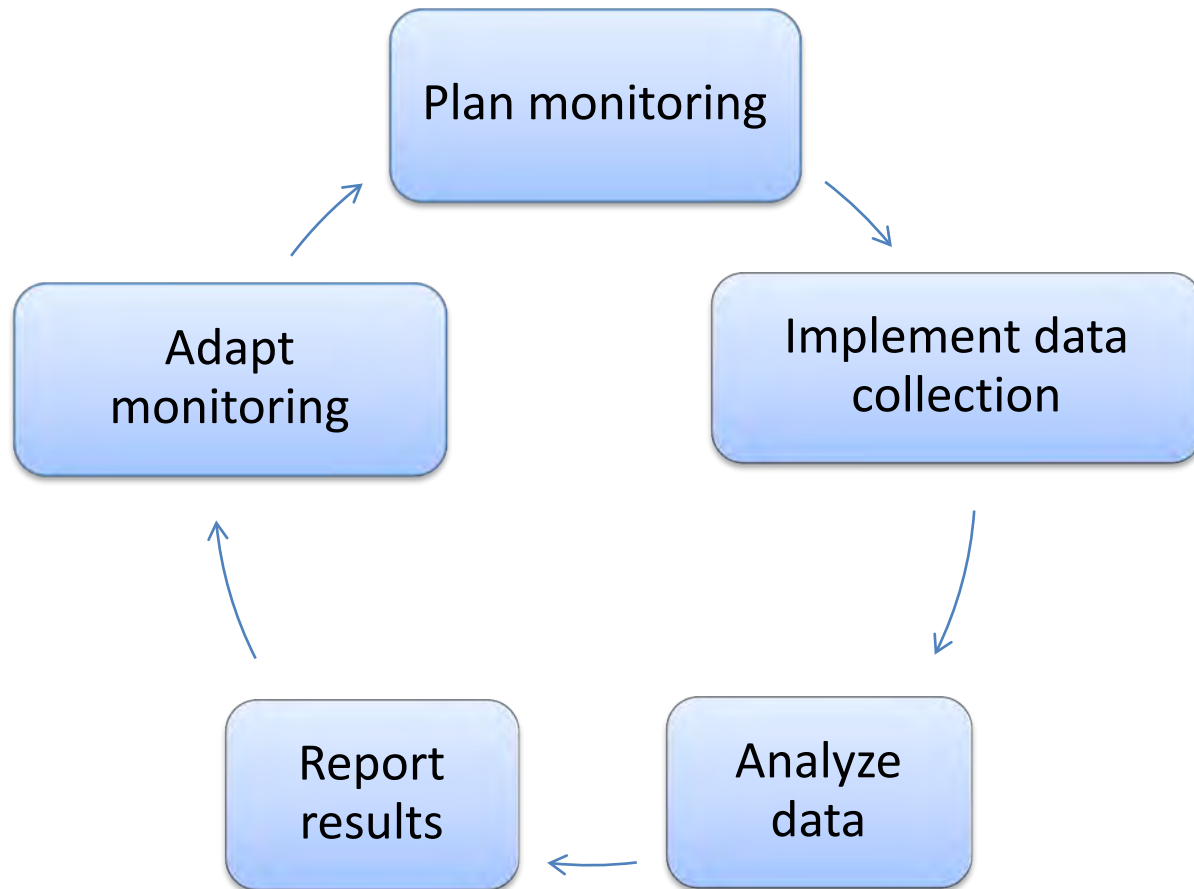 Plan monitoring
Implement data
collection
Analyze
data
Report
results
Adapt
monitoring